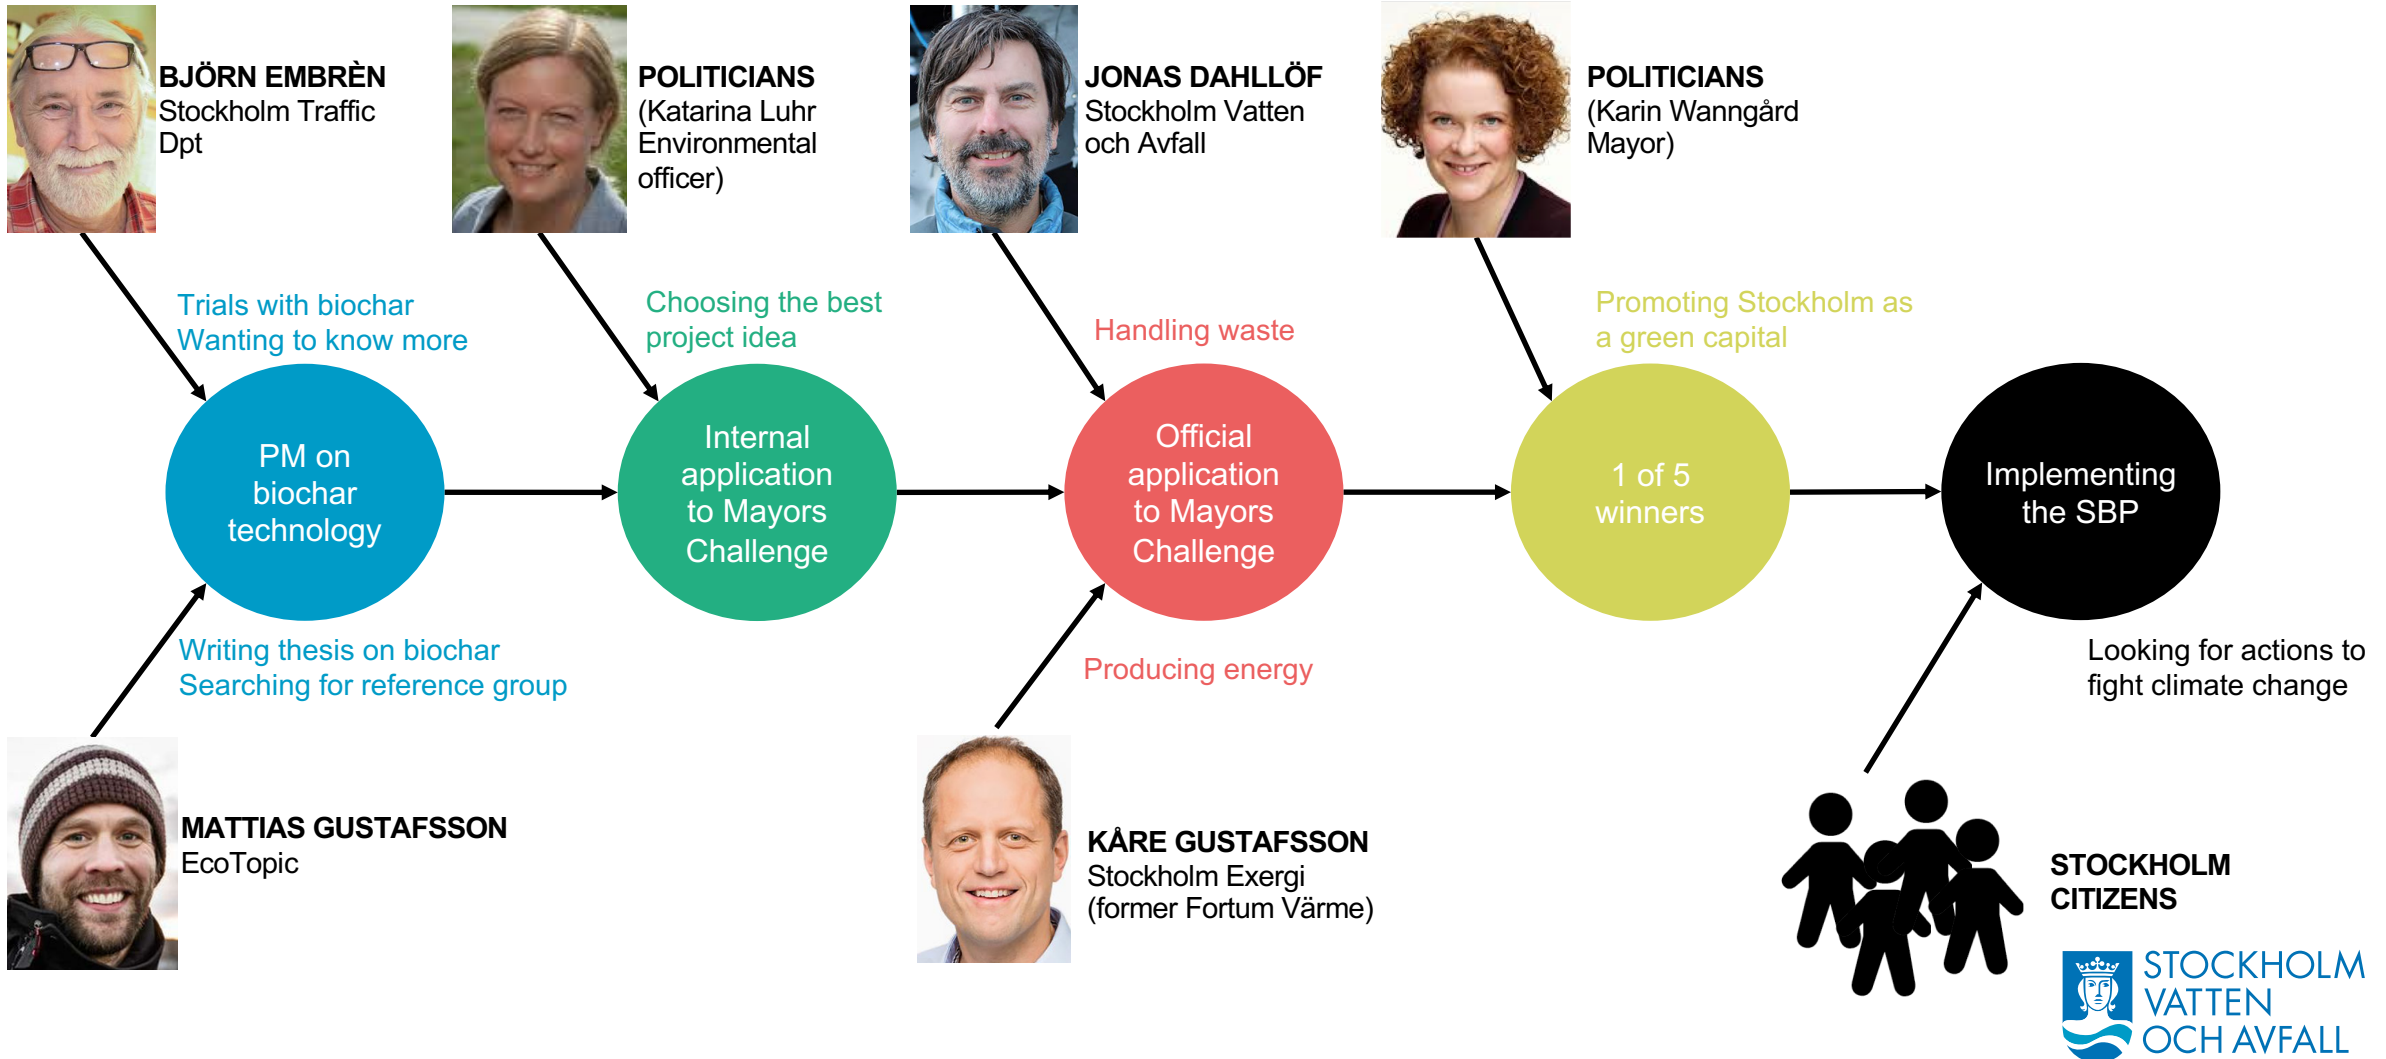 BJÖRN EMBRÈN
Stockholm Traffic
Dpt
POLITICIANS
(Katarina Luhr
Environmental
officer)
JONAS DAHLLÖF
Stockholm Vatten
och Avfall
POLITICIANS
(Karin Wanngård
Mayor)
Trials with biochar
Wanting to know more
Choosing the best
project idea
Handling waste
Promoting Stockholm as
a green capital
PM on
biochar
technology
Internal
application
to Mayors
Challenge
Official
application
to Mayors
Challenge
1 of 5
winners
Implementing
the SBP
Writing thesis on biochar
Searching for reference group
Producing energy
Looking for actions to
fight climate change
MATTIAS GUSTAFSSON
EcoTopic
KÅRE GUSTAFSSON
Stockholm Exergi
(former Fortum Värme)
STOCKHOLM
CITIZENS
STOCKHOLM
VATTEN
OCH AVFALL